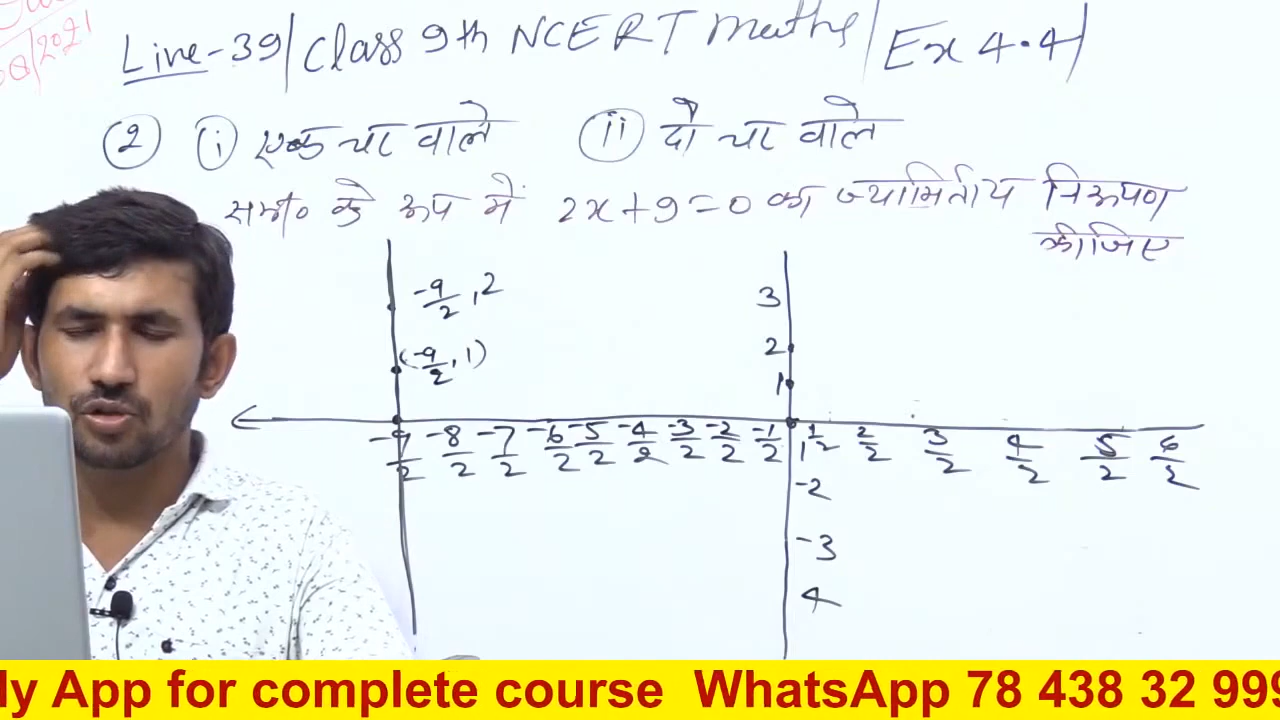 08/2021
Live-39 | Class 9th NCERT Maths | Ex 4.4 |
② ⓘ एक चर वाले ⓘⓘ दो चर वाले
समी० के रूप में 2x+9=0 का ज्यामितीय निरूपण
कीजिए
-9/2, 2
(-9/2, 1)
3
2
1
-9/2 -8/2 -7/2 -6/2 -5/2 -4/2 -3/2 -2/2 -1/2 1/2 2/2 3/2 4/2 5/2 6/2
-2
-3
4
ly App for complete course WhatsApp 78 438 32 999